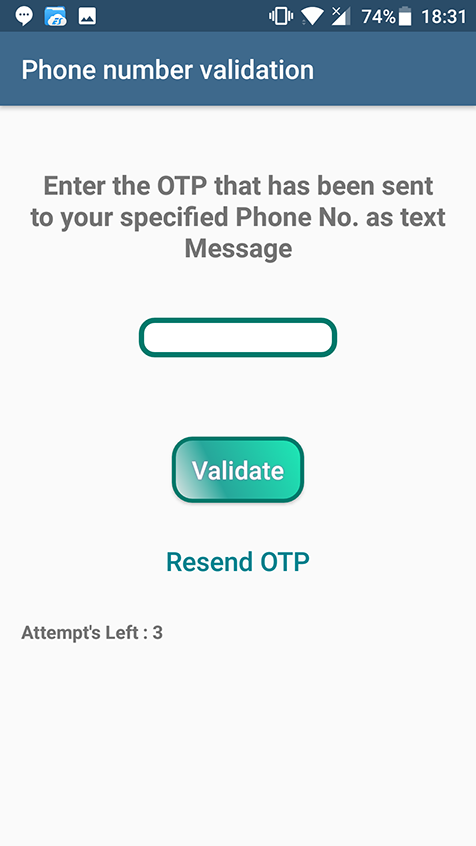 74% 18:31
Phone number validation
Enter the OTP that has been sent
to your specified Phone No. as text
Message
Validate
Resend OTP
Attempt's Left : 3